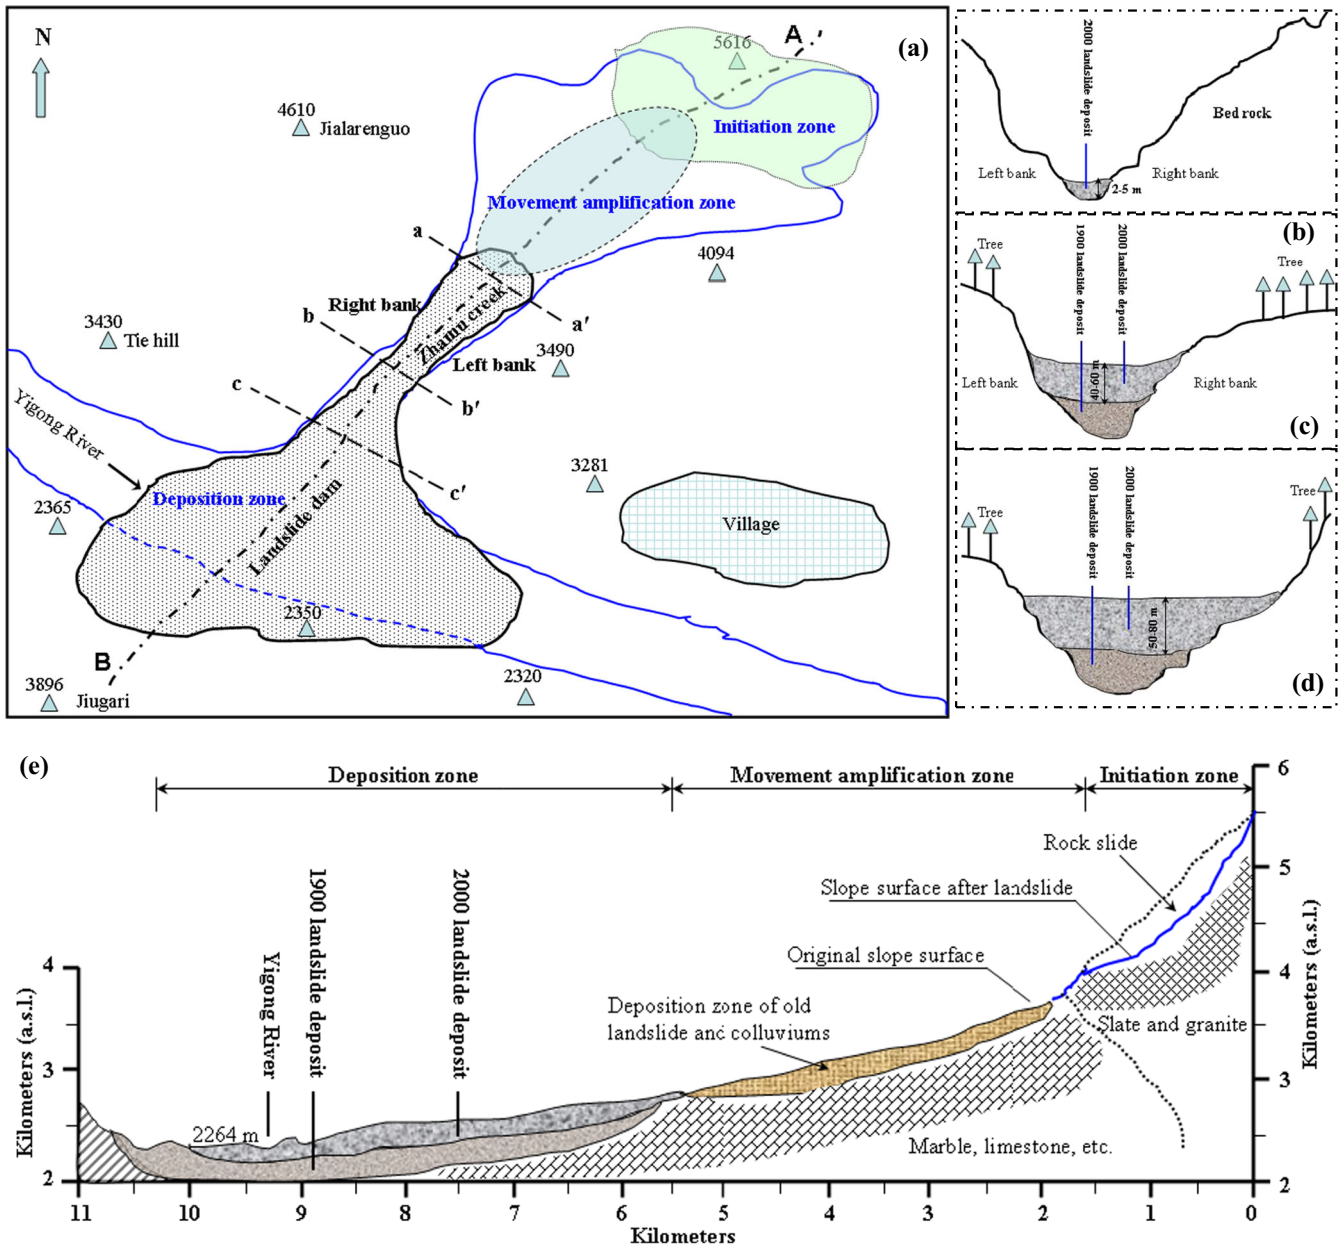 N
(a)
A
5616
4610
Jialarenguo
Initiation zone
Movement amplification zone
a
4094
Right bank
b
Zhamu creek
a'
3430
Tie hill
Left bank
3490
c
b'
Yigong River
c'
3281
Deposition zone
Village
2365
Landslide dam
2350
B
3896
Jiugari
2320
2000 landslide deposit
Bed rock
Left bank
Right bank
2-5 m
(b)
Tree
1900 landslide deposit
2000 landslide deposit
Tree
40-60 m
Left bank
Right bank
(c)
1900 landslide deposit
2000 landslide deposit
Tree
Tree
50-80 m
(d)
(e)
Deposition zone
Movement amplification zone
Initiation zone
6
Rock slide
5
Slope surface after landslide
Original slope surface
4
4
Deposition zone of old
landslide and colluviums
Slate and granite
Yigong River
1900 landslide deposit
2000 landslide deposit
Kilometers (a.s.l.)
Kilometers (a.s.l.)
3
3
2264 m
Marble, limestone, etc.
2
2
11 10 9 8 7 6 5 4 3 2 1 0
Kilometers
Kilometers